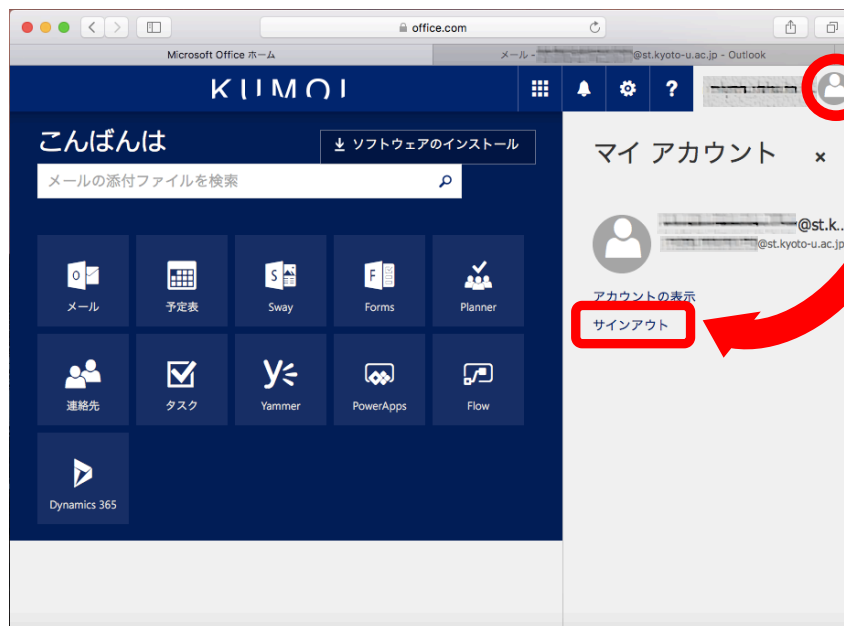 office.com
Microsoft Office ホーム
メール -
@st.kyoto-u.ac.jp - Outlook
KUMOI
?
こんばんは
ソフトウェアのインストール
メールの添付ファイルを検索
マイ アカウント
×
@st.k..
@st.kyoto-u.ac.jp
アカウントの表示
サインアウト
メール
予定表
Sway
Forms
Planner
連絡先
タスク
Yammer
PowerApps
Flow
Dynamics 365